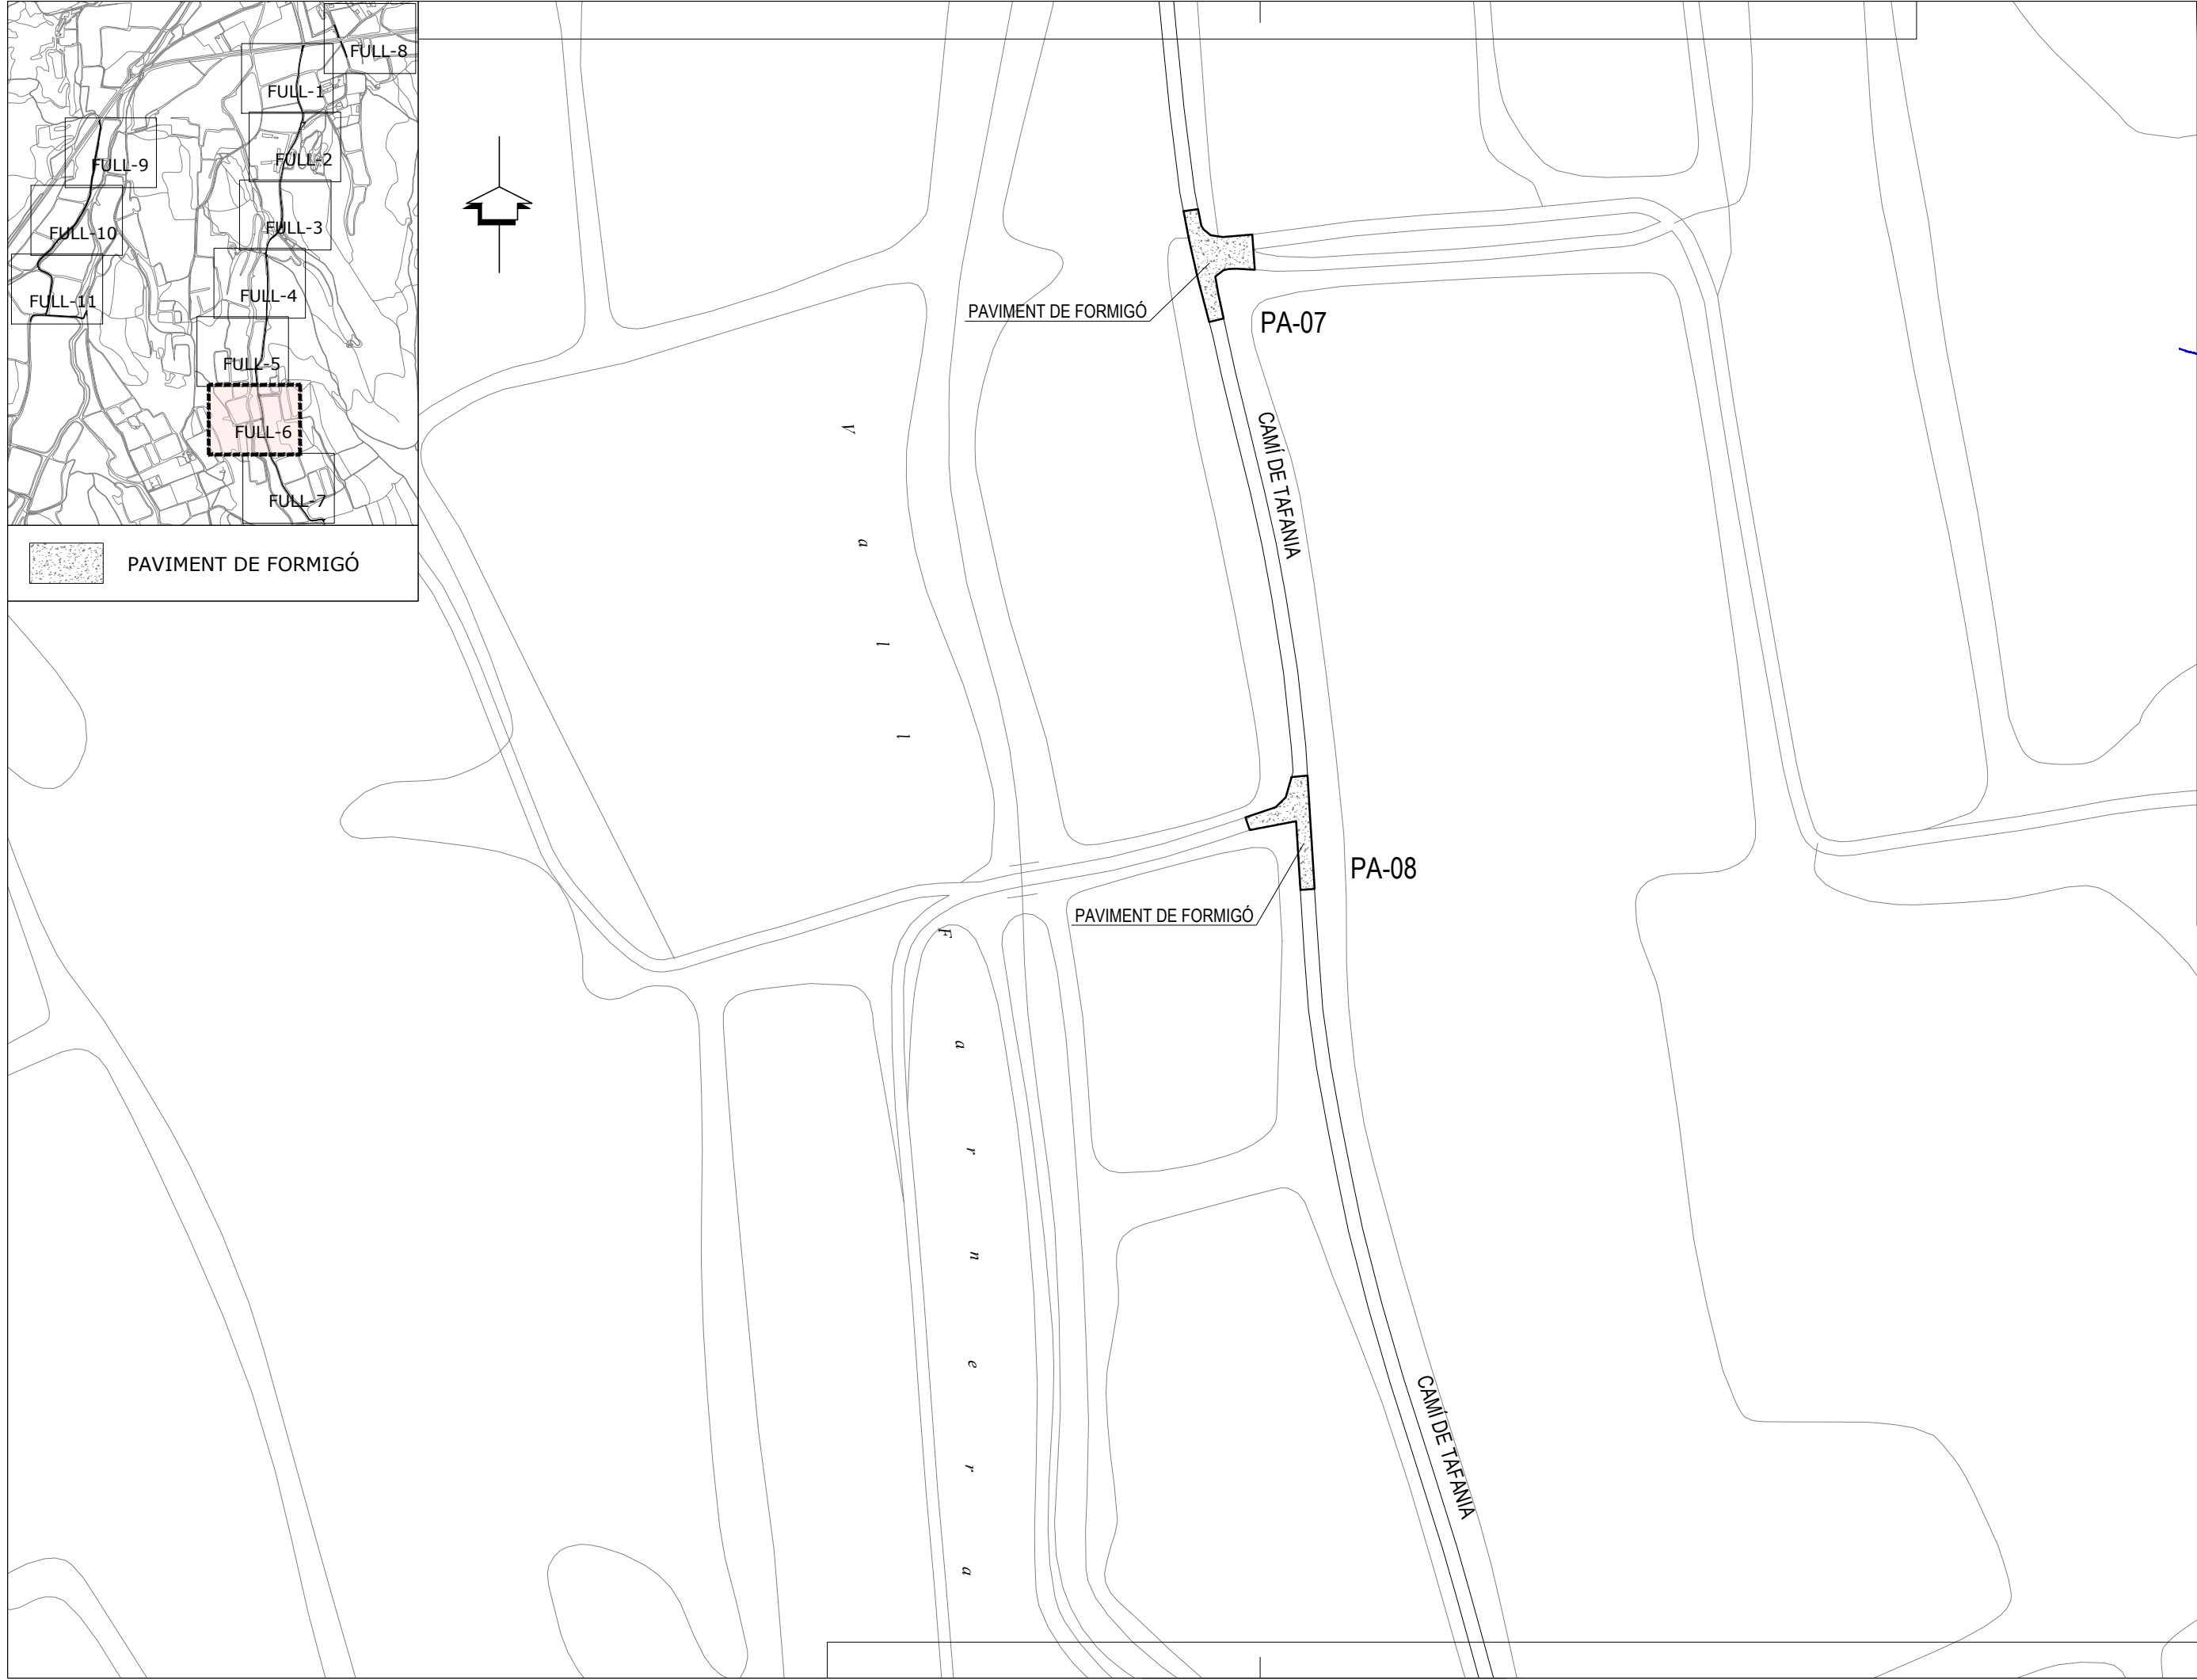 FULL-8
FULL-1
FULL-2
FULL-9
FULL-3
FULL-10
FULL-4
FULL-11
FULL-5
FULL-6
FULL-7
PAVIMENT DE FORMIGÓ
PAVIMENT DE FORMIGÓ
PA-07
CAMÍ DE TAFANIA
Vall
PA-08
PAVIMENT DE FORMIGÓ
Farnera
CAMÍ DE TAFANIA